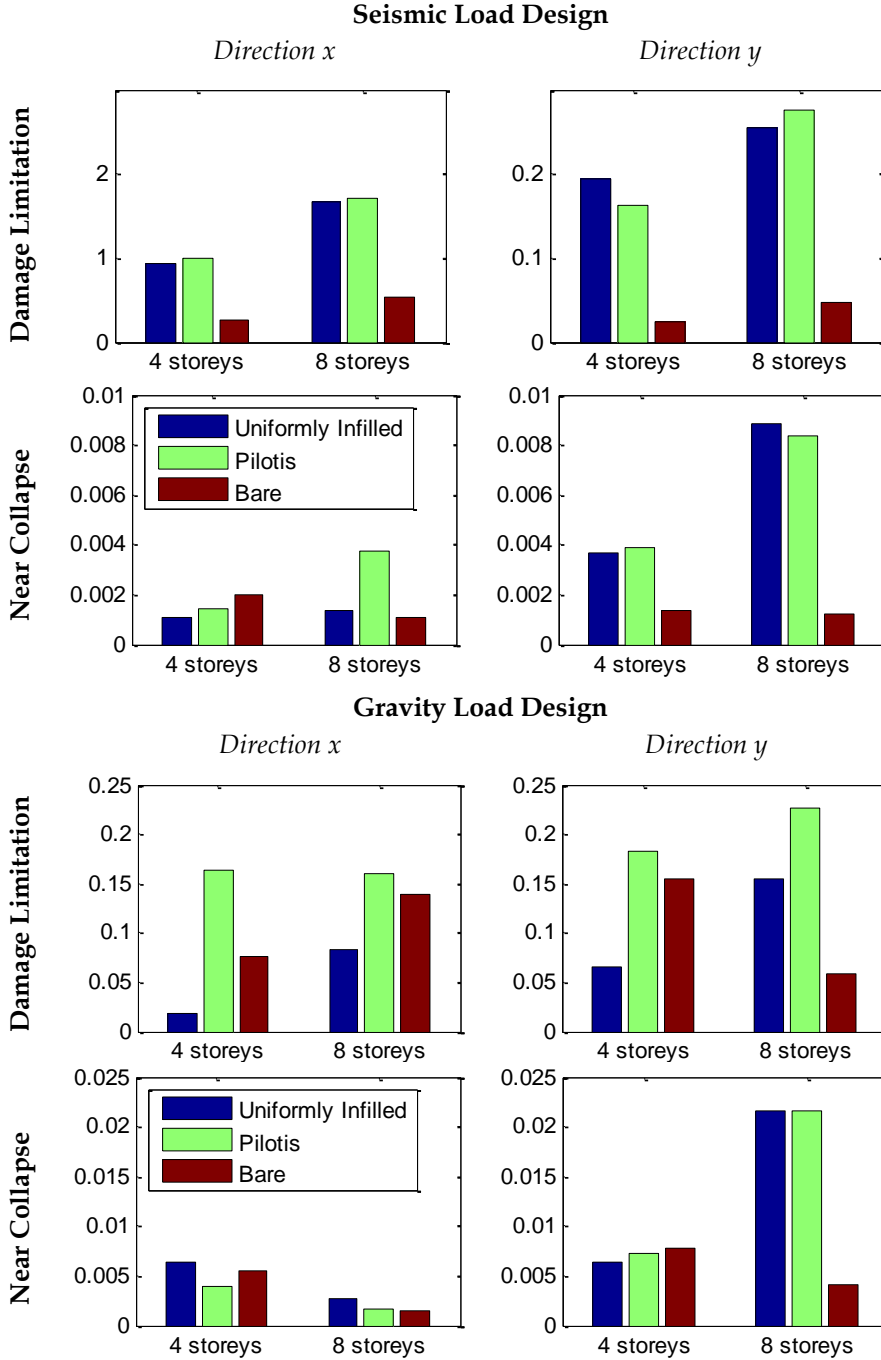 Seismic Load Design
Direction x
Direction y
Damage Limitation
2
1
0
4 storeys
8 storeys
0.2
0.1
0
4 storeys
8 storeys
Near Collapse
0.01
0.008
0.006
0.004
0.002
0
Uniformly Infilled
Pilotis
Bare
4 storeys
8 storeys
0.01
0.008
0.006
0.004
0.002
0
4 storeys
8 storeys
Gravity Load Design
Direction x
Direction y
Damage Limitation
0.25
0.2
0.15
0.1
0.05
0
4 storeys
8 storeys
0.25
0.2
0.15
0.1
0.05
0
4 storeys
8 storeys
Near Collapse
0.025
0.02
0.015
0.01
0.005
0
Uniformly Infilled
Pilotis
Bare
4 storeys
8 storeys
0.025
0.02
0.015
0.01
0.005
0
4 storeys
8 storeys